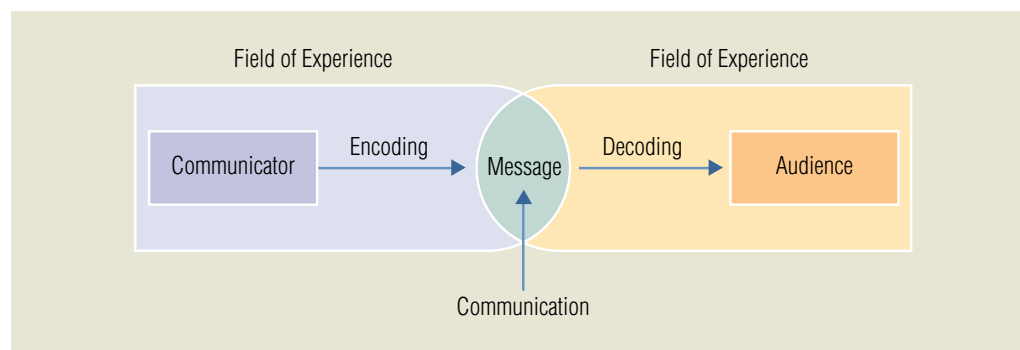 Field of Experience
Field of Experience
Communicator
Encoding
Message
Decoding
Audience
Communication